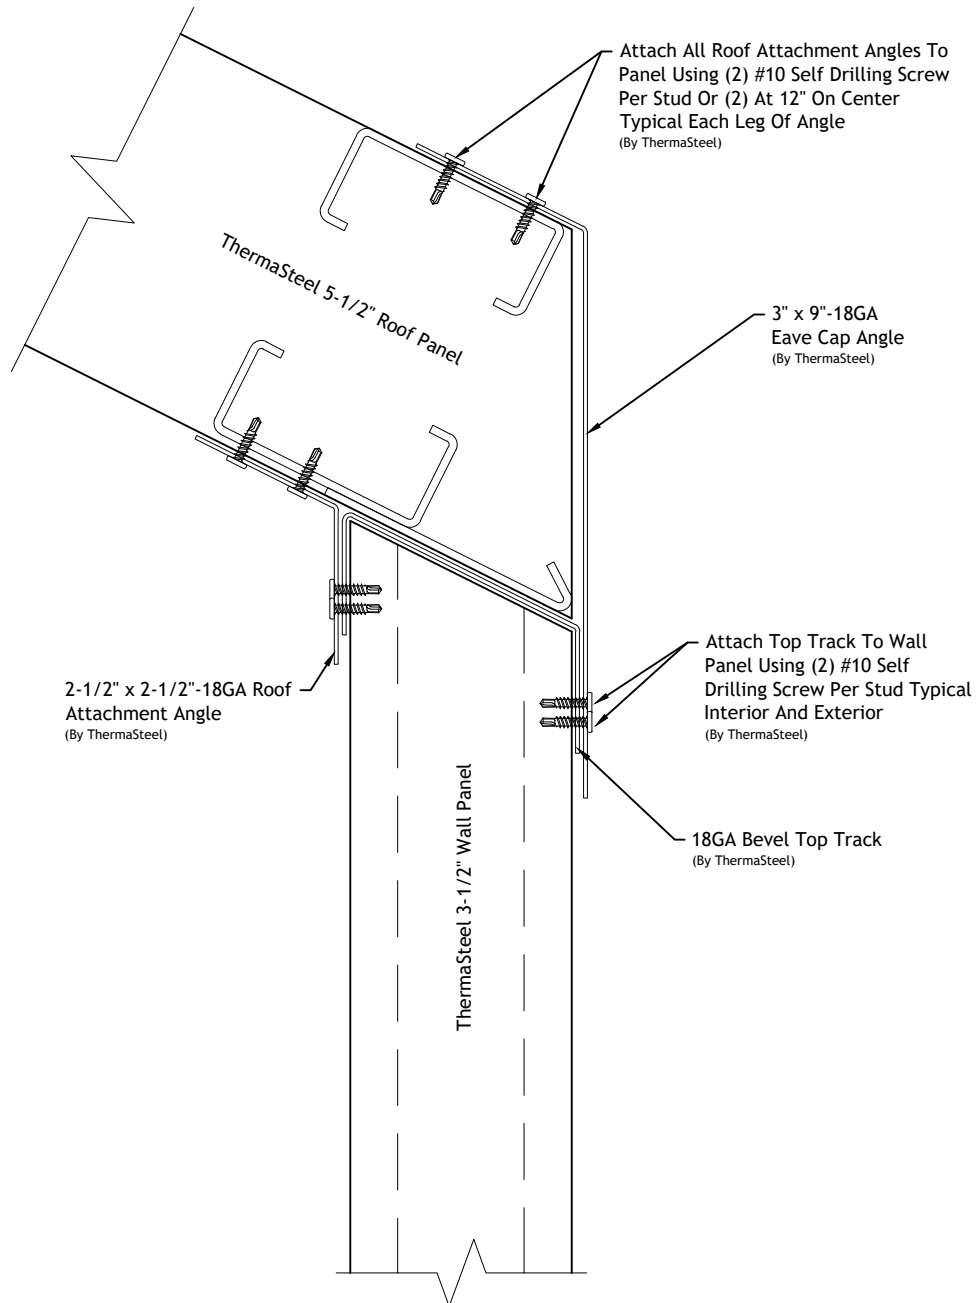 Attach All Roof Attachment Angles To
Panel Using (2) #10 Self Drilling Screw
Per Stud Or (2) At 12" On Center
Typical Each Leg Of Angle
(By ThermaSteel)
ThermaSteel 5-1/2" Roof Panel
3" x 9"-18GA
Eave Cap Angle
(By ThermaSteel)
2-1/2" x 2-1/2"-18GA Roof
Attachment Angle
(By ThermaSteel)
Attach Top Track To Wall
Panel Using (2) #10 Self
Drilling Screw Per Stud Typical
Interior And Exterior
(By ThermaSteel)
ThermaSteel 3-1/2" Wall Panel
18GA Bevel Top Track
(By ThermaSteel)